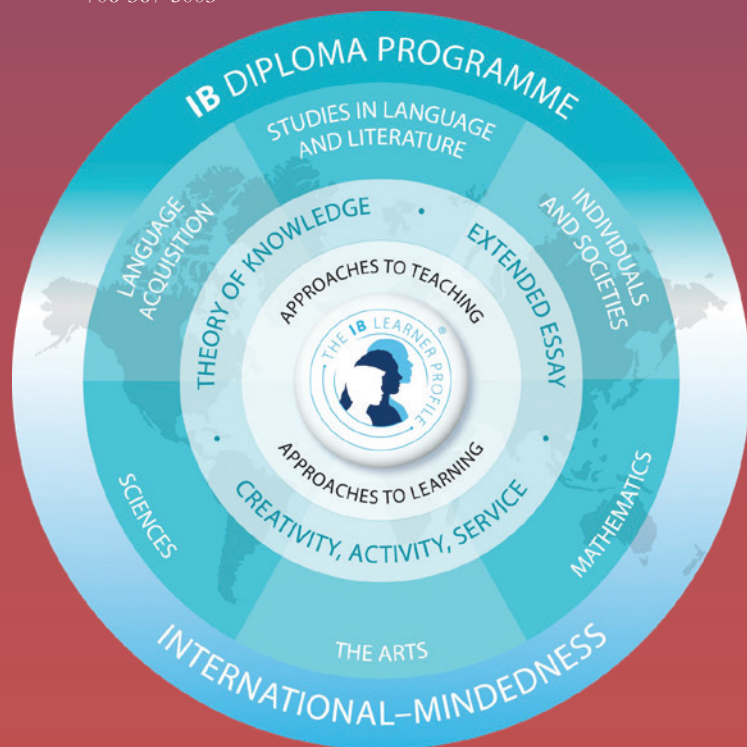 IB DIPLOMA PROGRAMME
STUDIES IN LANGUAGE
AND LITERATURE
LANGUAGE
ACQUISITION
INDIVIDUALS
AND SOCIETIES
THEORY OF KNOWLEDGE
EXTENDED ESSAY
APPROACHES TO TEACHING
THE IB LEARNER PROFILE®
APPROACHES TO LEARNING
CREATIVITY, ACTIVITY, SERVICE
SCIENCES
MATHEMATICS
THE ARTS
INTERNATIONAL–MINDEDNESS